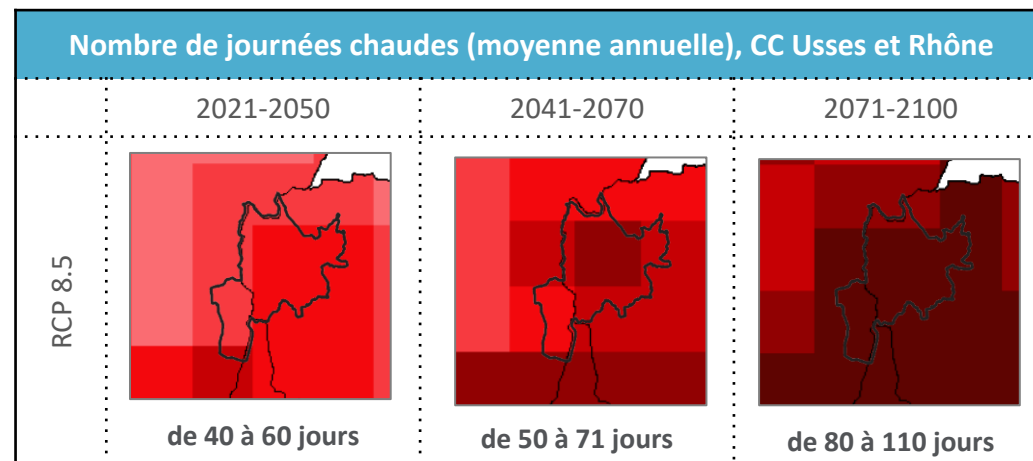 Nombre de journées chaudes (moyenne annuelle), CC Usses et Rhône
2021-2050
2041-2070
2071-2100
RCP 8.5
de 40 à 60 jours
de 50 à 71 jours
de 80 à 110 jours